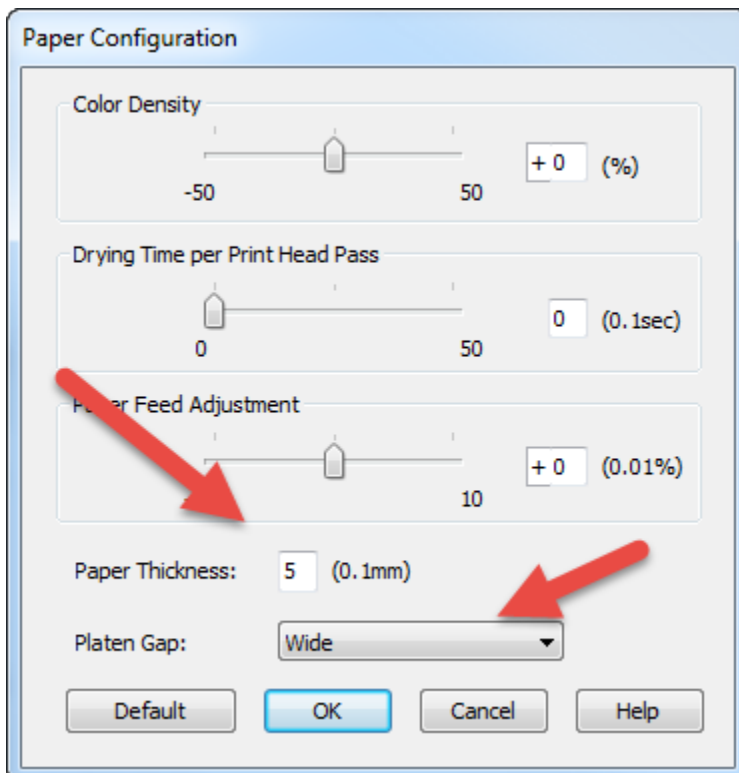 Paper Configuration
Color Density
+ 0 (%)
-50 50
Drying Time per Print Head Pass
0 (0.1sec)
0 50
Feed Adjustment
+ 0 (0.01%)
10
Paper Thickness: 5 (0.1mm)
Platen Gap: Wide
Default OK Cancel Help